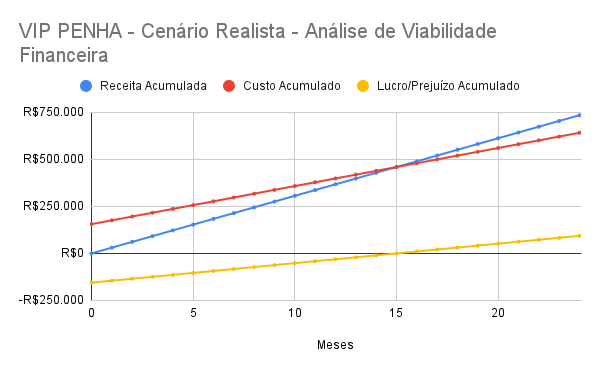 VIP PENHA - Cenário Realista - Análise de Viabilidade
Financeira
Receita Acumulada
Custo Acumulado
Lucro/Prejuízo Acumulado
R$750.000
R$500.000
R$250.000
R$0
-R$250.000
0
5
10
15
20
Meses